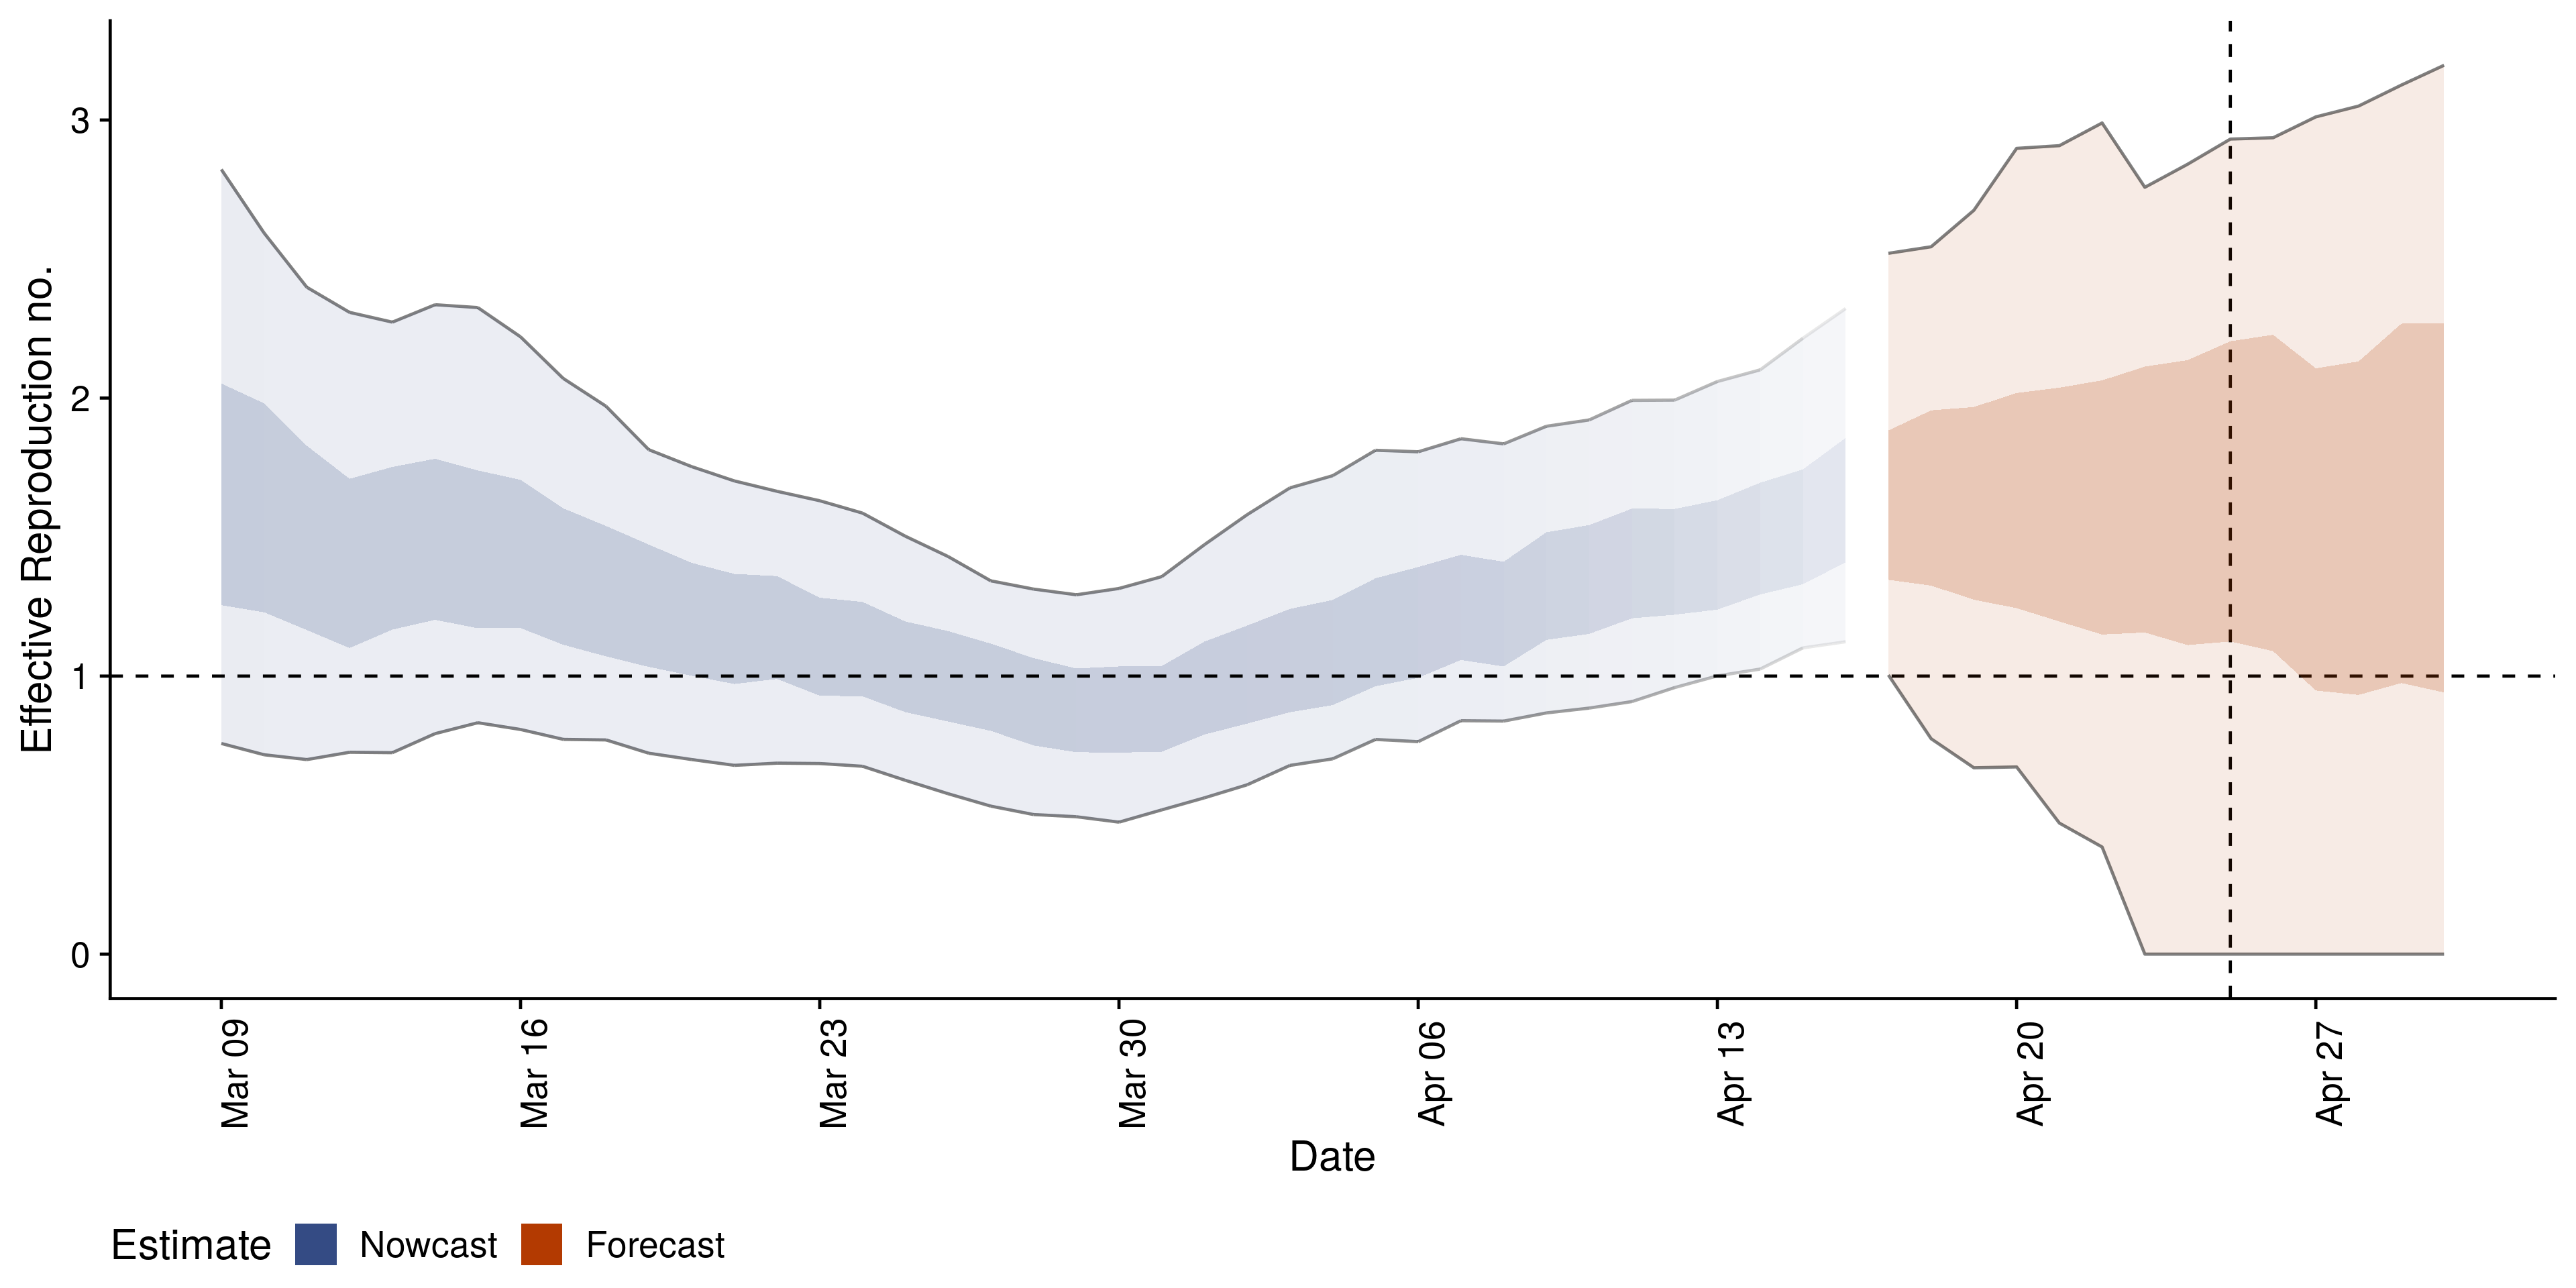 Effective Reproduction no.
3
2
1
0
Mar 09
Mar 16
Mar 23
Mar 30
Apr 06
Apr 13
Apr 20
Apr 27
Date
Estimate Nowcast Forecast